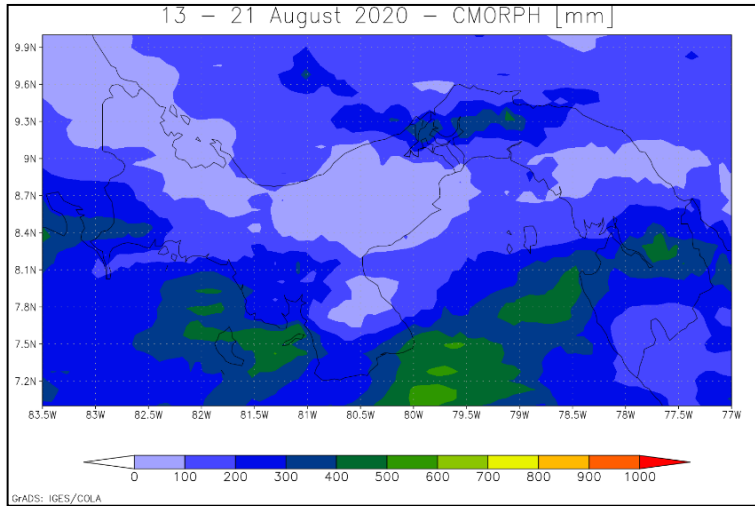 13 – 21 August 2020 – CMORPH [mm]
9.9N
9.6N
9.3N
9N
8.7N
8.4N
8.1N
7.8N
7.5N
7.2N
83.5W 83W 82.5W 82W 81.5W 81W 80.5W 80W 79.5W 79W 78.5W 78W 77.5W 77W
0 100 200 300 400 500 600 700 800 900 1000
GrADS: IGES/COLA